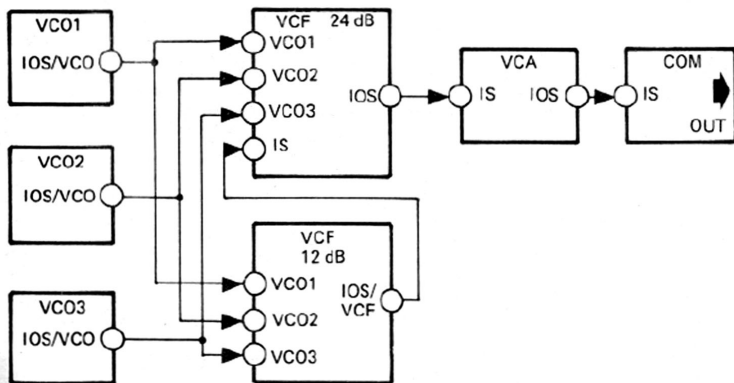 VCO1
IOS/VCO
VCO2
IOS/VCO
VCO3
IOS/VCO
VCF 24 dB
VCO1
VCO2
VCO3
IS
IOS
VCF
12 dB
VCO1
VCO2
VCO3
IOS/
VCF
VCA
IS
IOS
COM
IS
OUT